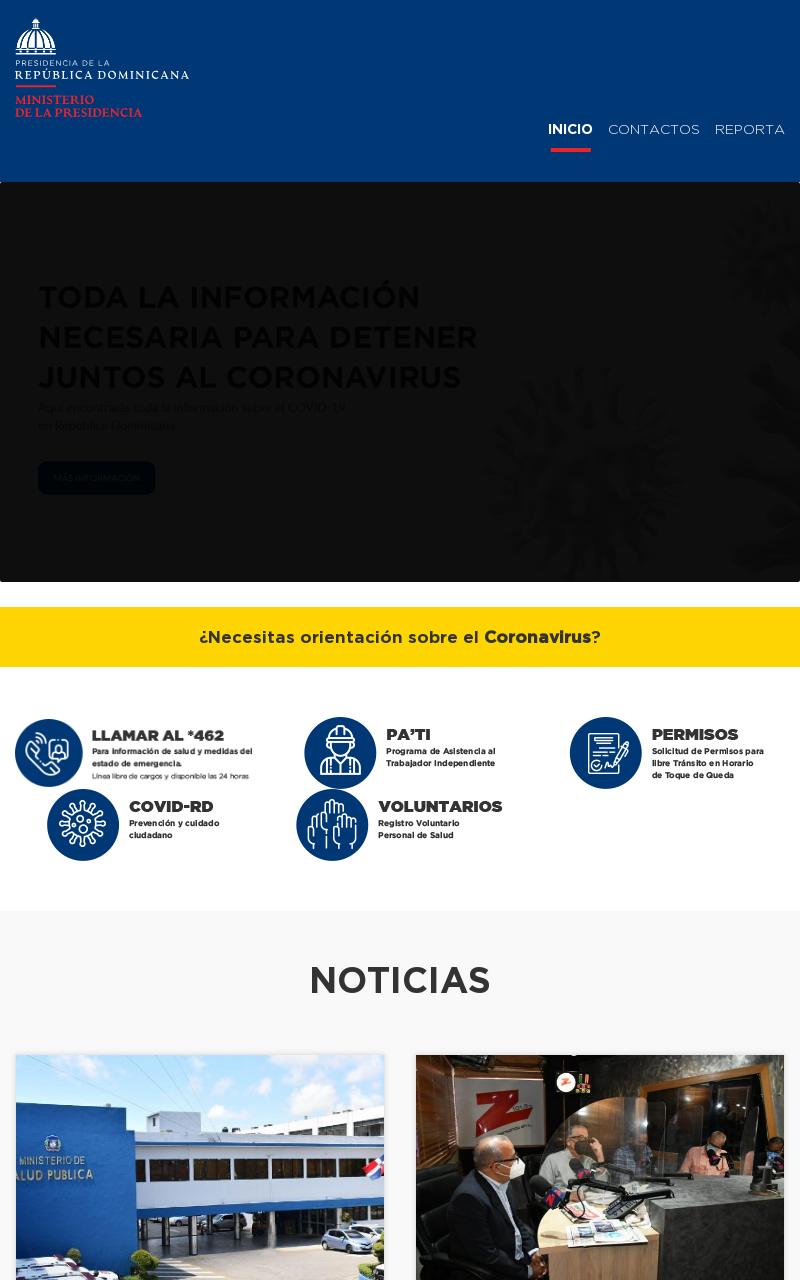 PRESIDENCIA DE LA
REPÚBLICA DOMINICANA
MINISTERIO
DE LA PRESIDENCIA
INICIO CONTACTOS REPORTA
TODA LA INFORMACIÓN
NECESARIA PARA DETENER
JUNTOS AL CORONAVIRUS
Aquí encontrarás toda la información sobre el COVID-19
en República Dominicana
MÁS INFORMACIÓN
¿Necesitas orientación sobre el Coronavirus?
LLAMAR AL *462
Para información de salud y medidas del
estado de emergencia.
Línea libre de cargos y disponible las 24 horas
PA'TI
Programa de Asistencia al
Trabajador Independiente
PERMISOS
Solicitud de Permisos para
libre Tránsito en Horario
de Toque de Queda
COVID-RD
Prevención y cuidado
ciudadano
VOLUNTARIOS
Registro Voluntario
Personal de Salud
NOTICIAS
MINISTERIO DE
ALUD PUBLICA
Z